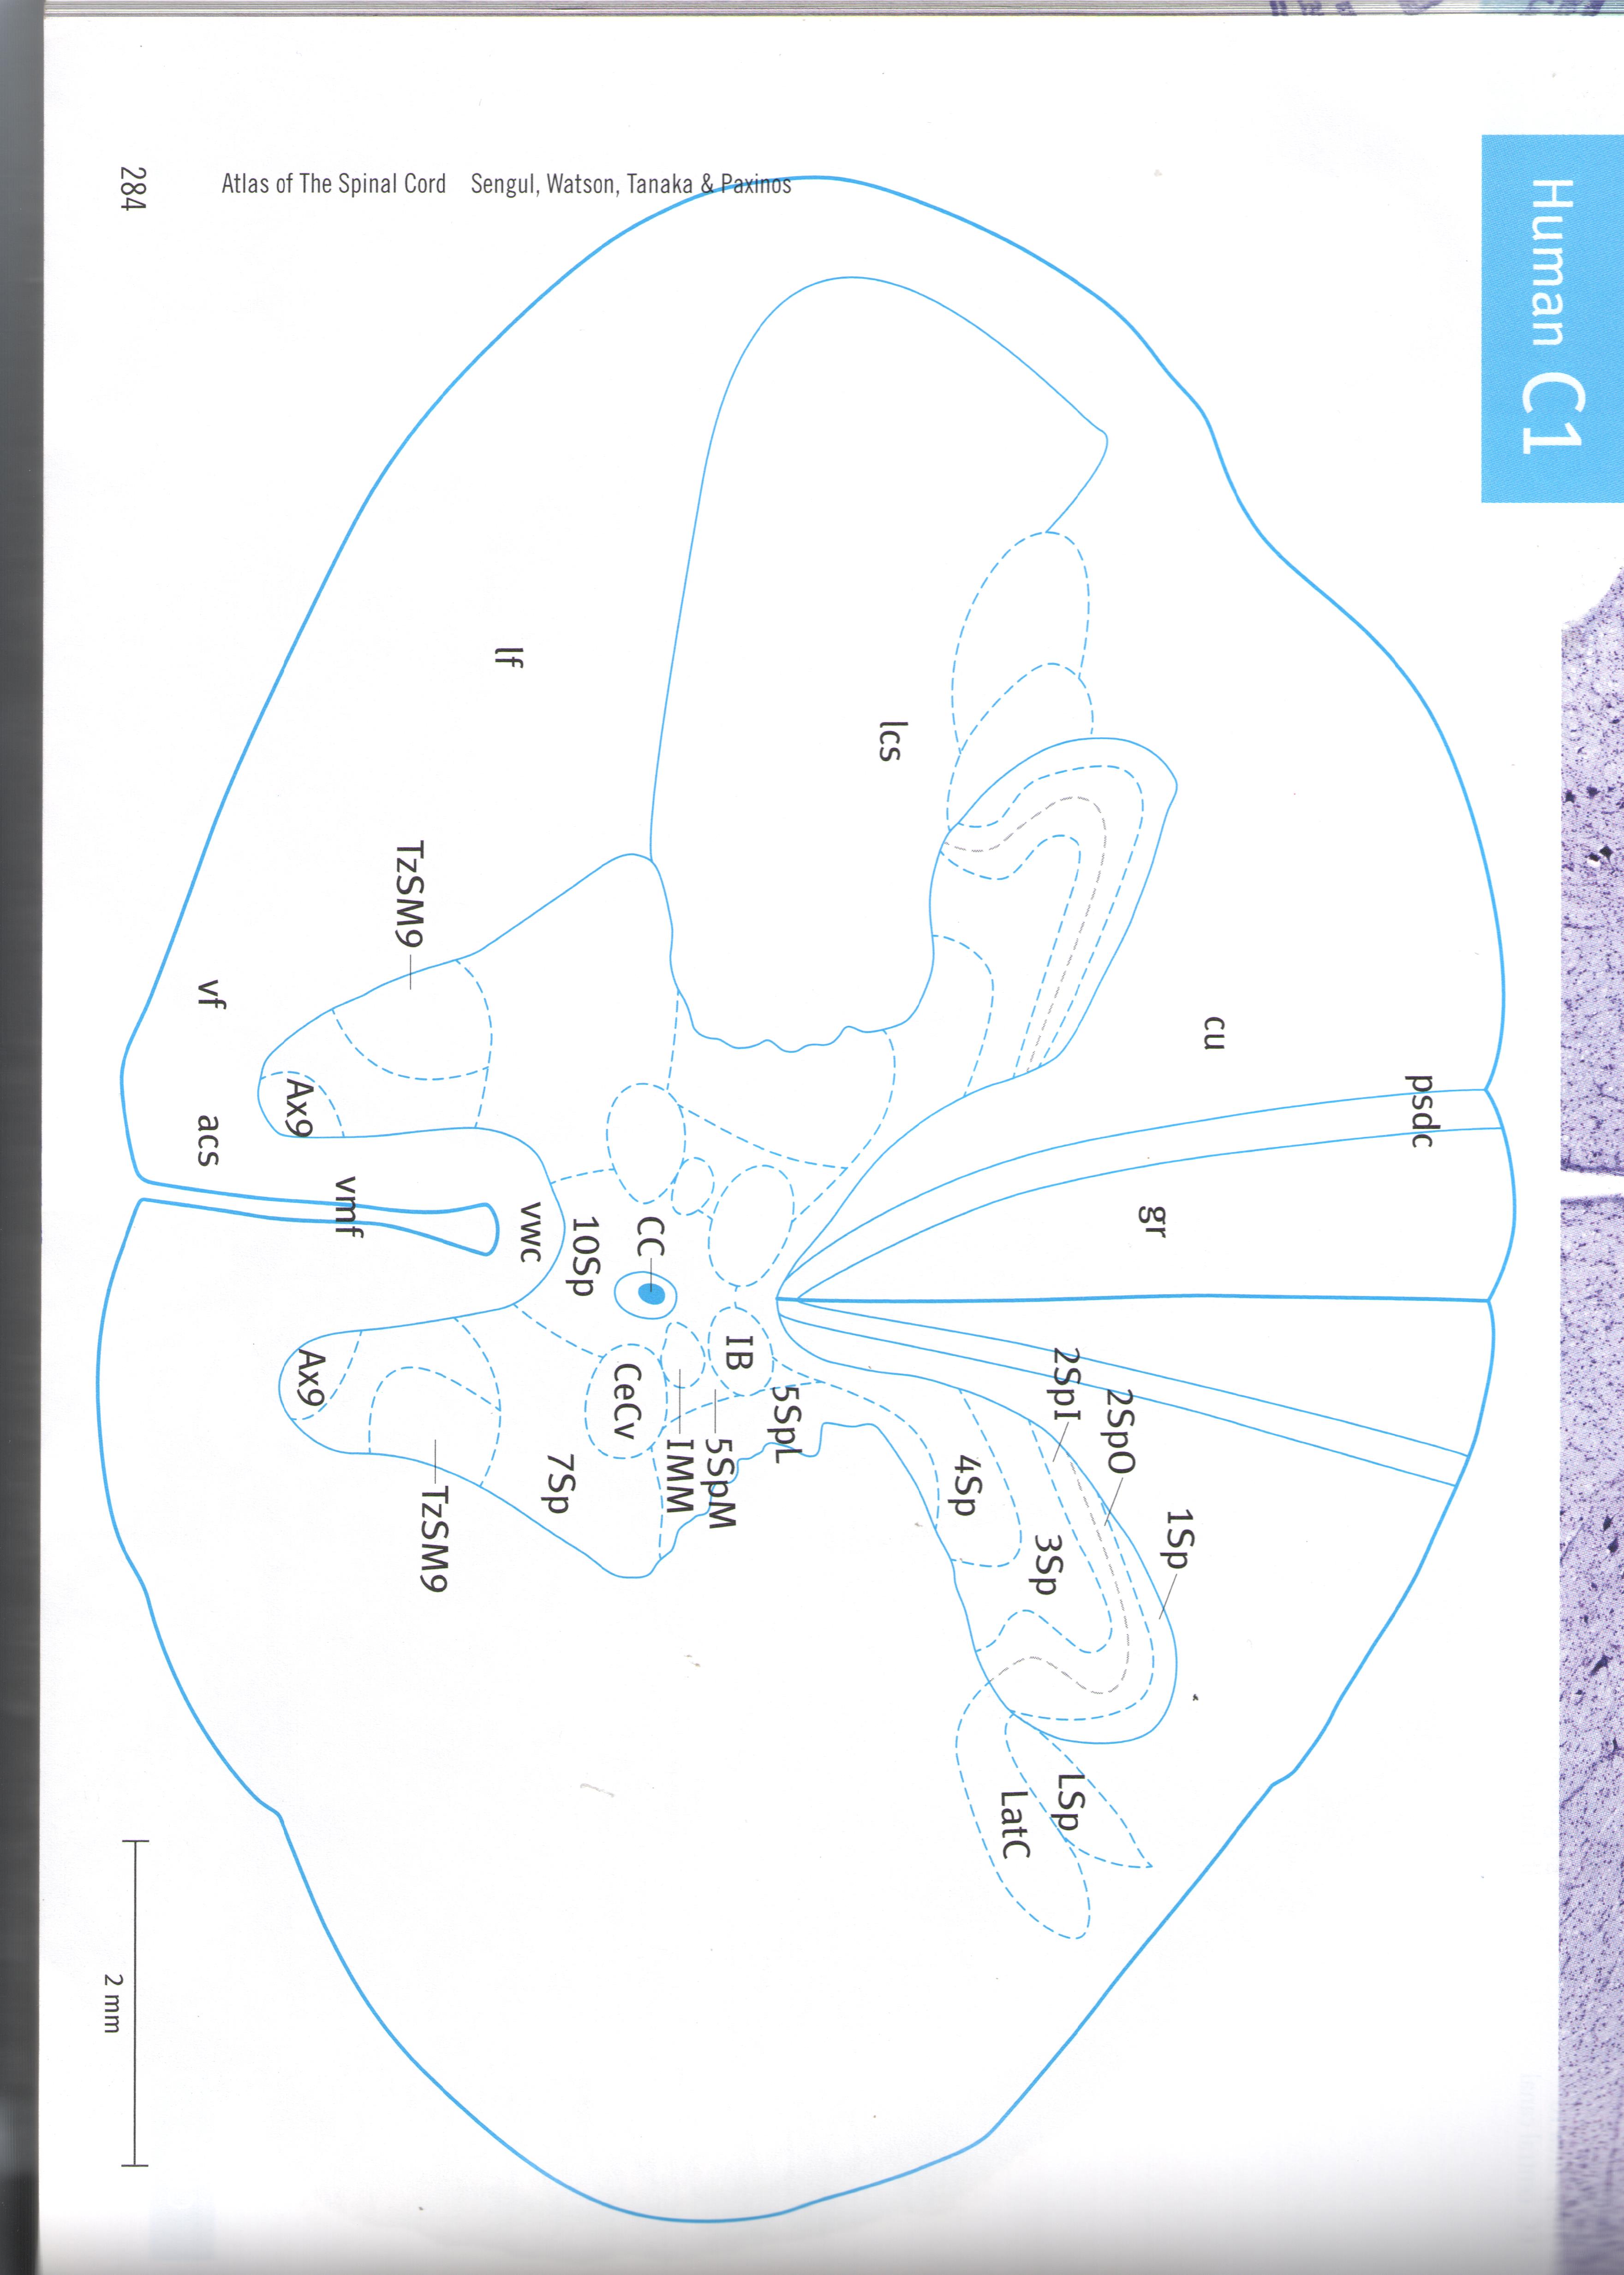 Human C1
psdc
cu
gr
1Sp
2SpO
2SpI
3Sp
4Sp
LSp
LatC
lcs
5SpL
IB
5SpM
IMM
CC
CeCv
10Sp
7Sp
vwc
lf
TzSM9
TzSM9
vmf
Ax9
Ax9
vf
acs
2 mm
284
Atlas of The Spinal Cord Sengul, Watson, Tanaka & Paxinos